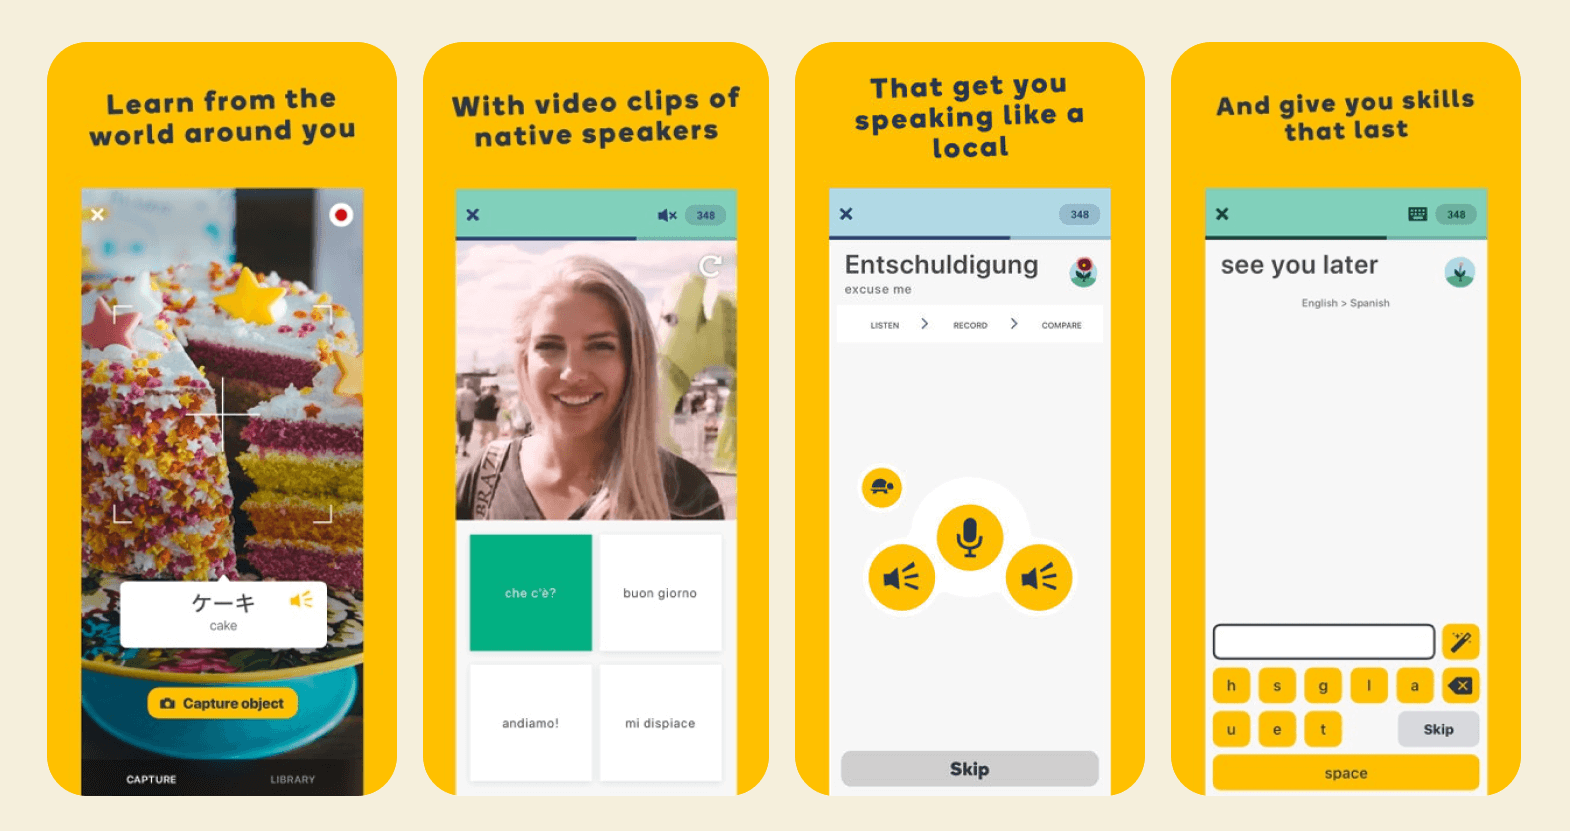 Learn from the
world around you
ケーキ
cake
Capture object
CAPTURE
LIBRARY
With video clips of
native speakers
348
BRAZI
che c'è?
buon giorno
andiamo!
mi dispiace
That get you
speaking like a
local
348
Entschuldigung
excuse me
LISTEN
RECORD
COMPARE
Skip
And give you skills
that last
348
see you later
English > Spanish
h s g l a
u e t Skip
space